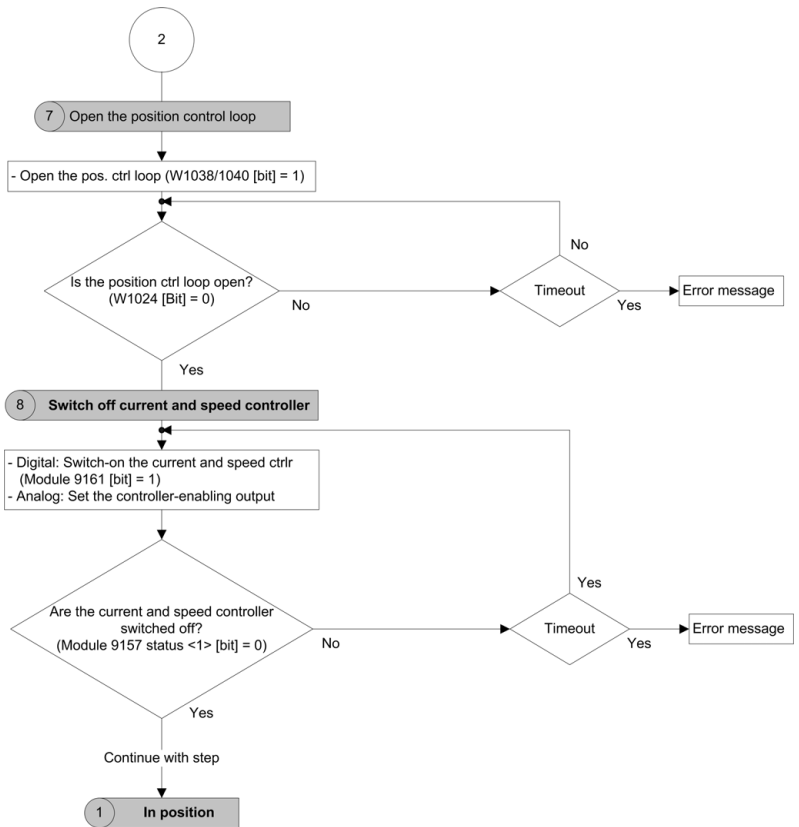 2
7 Open the position control loop
- Open the pos. ctrl loop (W1038/1040 [bit] = 1)
Is the position ctrl loop open?
(W1024 [Bit] = 0)
No
Timeout
No
Yes
Error message
Yes
8 Switch off current and speed controller
- Digital: Switch-on the current and speed ctrlr
(Module 9161 [bit] = 1)
- Analog: Set the controller-enabling output
Are the current and speed controller
switched off?
(Module 9157 status <1> [bit] = 0)
No
Timeout
Yes
Yes
Error message
Yes
Continue with step
1 In position